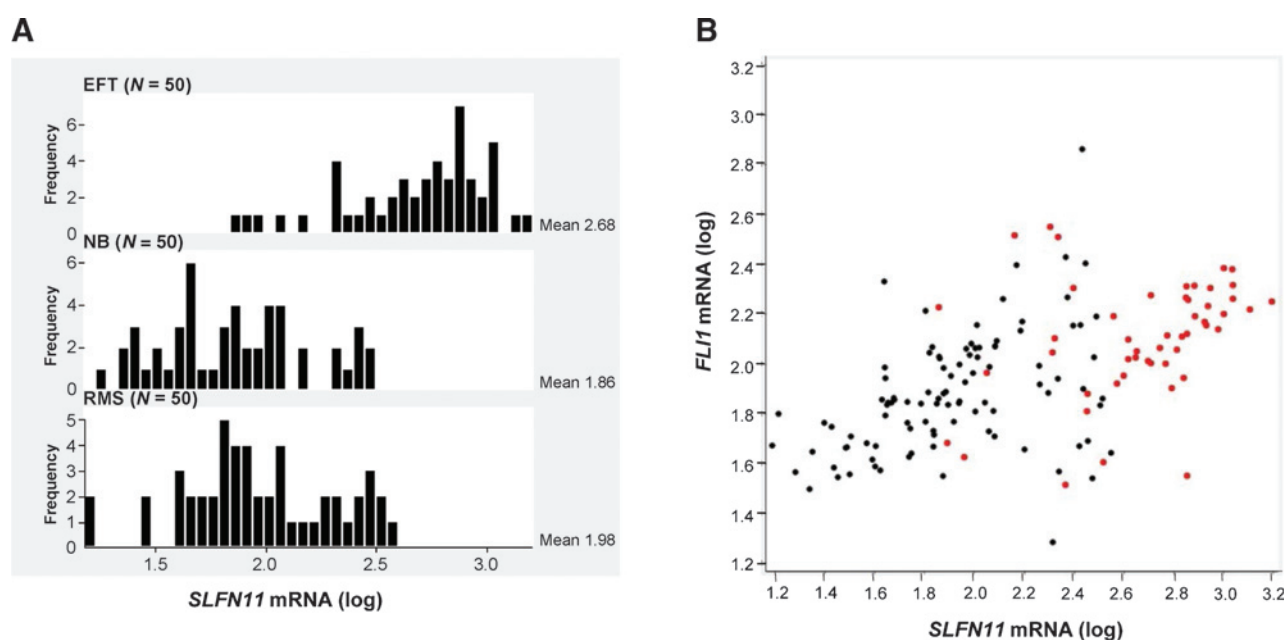 A
EFT (N = 50)
Frequency
6
4
2
0
Mean 2.68
NB (N = 50)
Frequency
6
4
2
0
Mean 1.86
RMS (N = 50)
Frequency
5
4
3
2
1
0
Mean 1.98
1.5 2.0 2.5 3.0
SLFN11 mRNA (log)
B
FLI1 mRNA (log)
3.2
3.0
2.8
2.6
2.4
2.2
2.0
1.8
1.6
1.4
1.2
1.2 1.4 1.6 1.8 2.0 2.2 2.4 2.6 2.8 3.0 3.2
SLFN11 mRNA (log)